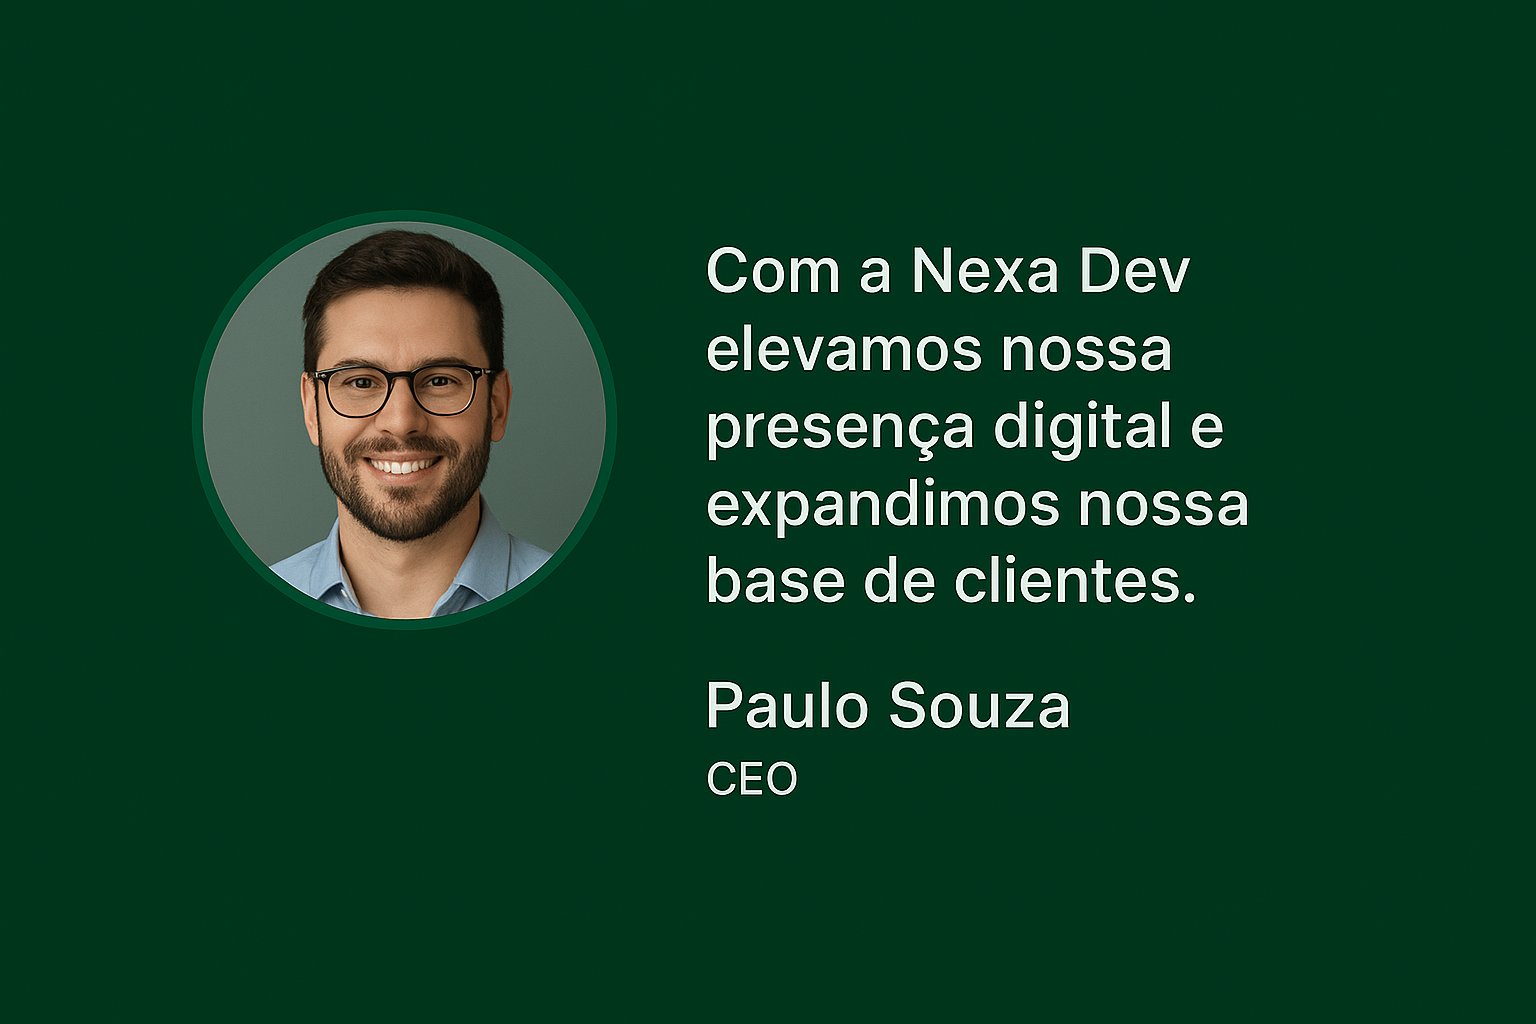 Com a Nexa Dev
elevamos nossa
presença digital e
expandimos nossa
base de clientes.
Paulo Souza
CEO